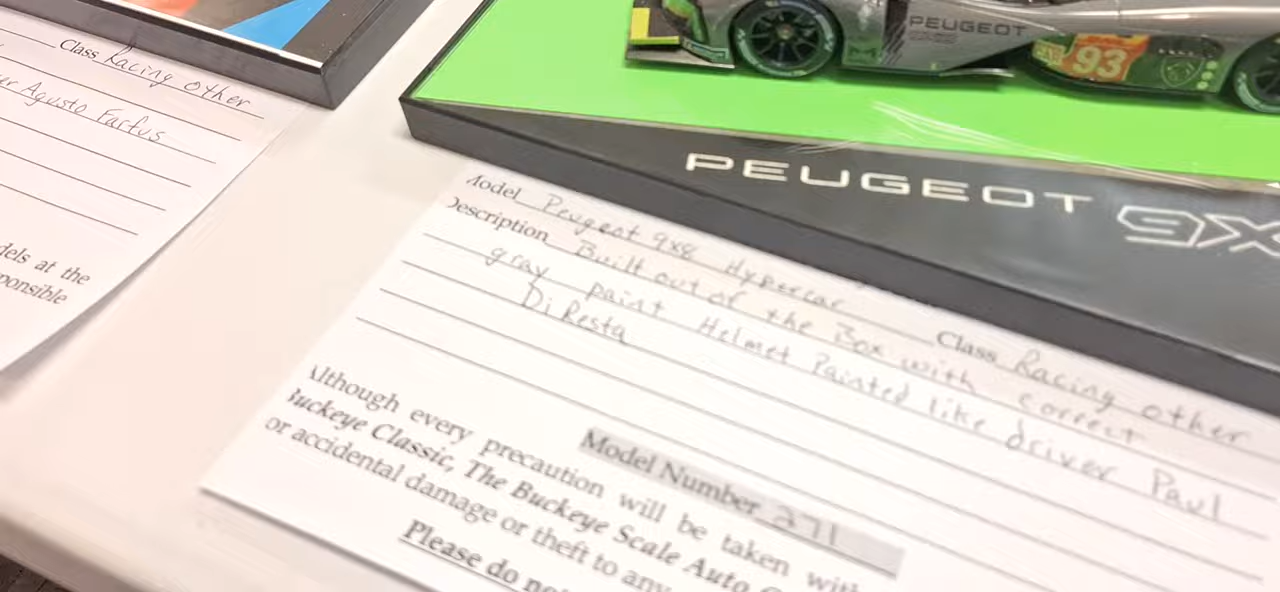 Class Racing Other
Agusto Farfus
dels at the
ponsible
PEUGEOT
93
PEUGEOT 9X
Model Peugeot 9x8 Hypercar Class Racing other
Description Built out of the Box with correct
gray paint Helmet Painted like driver Paul
DiResta
Model Number 271
Although every precaution will be taken with
Buckeye Classic, The Buckeye Scale Auto
or accidental damage or theft to any
Please do no